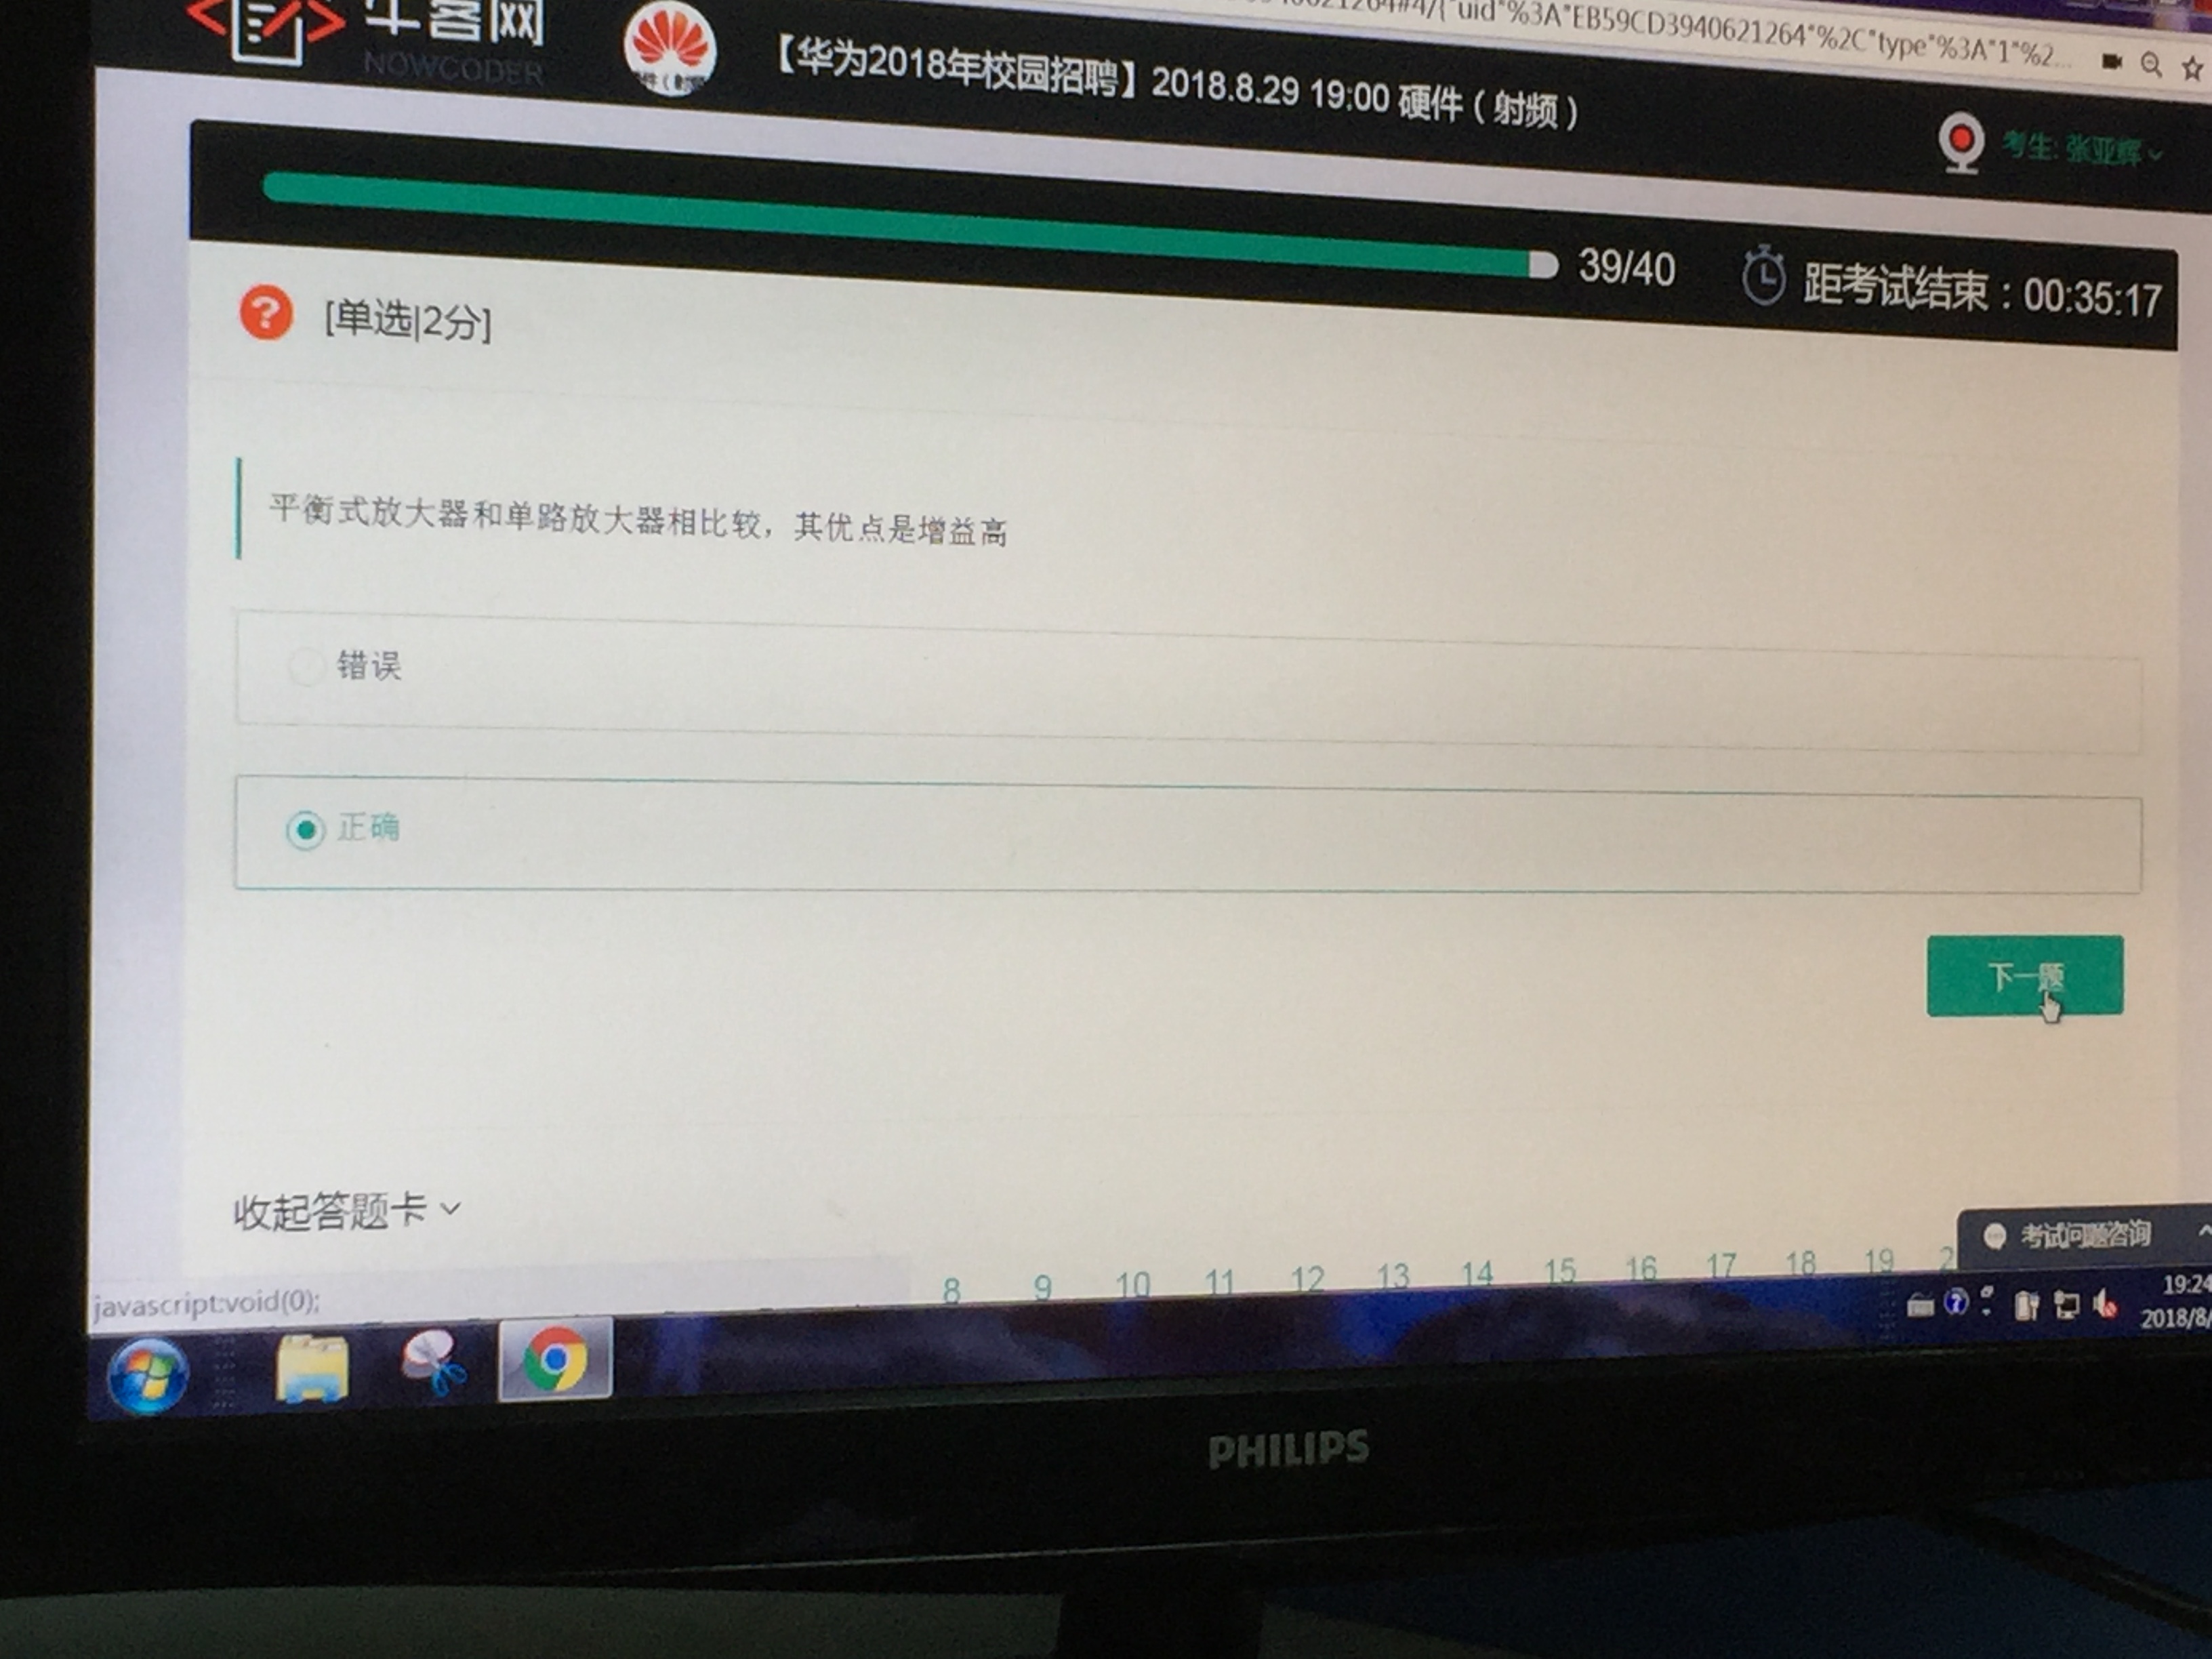 牛客网
NOWCODER
【华为2018年校园招聘】2018.8.29 19:00 硬件（射频）
uid"%3A"EB59CD3940621264"%2C"type"%3A"1"%2...
考生: 张亚辉
39/40
距考试结束：00:35:17
[单选|2分]
平衡式放大器和单路放大器相比较，其优点是增益高
错误
正确
下一题
收起答题卡
考试问题咨询
8 9 10 11 12 13 14 15 16 17 18 19 2
javascript:void(0);
19:24
2018/8/
PHILIPS